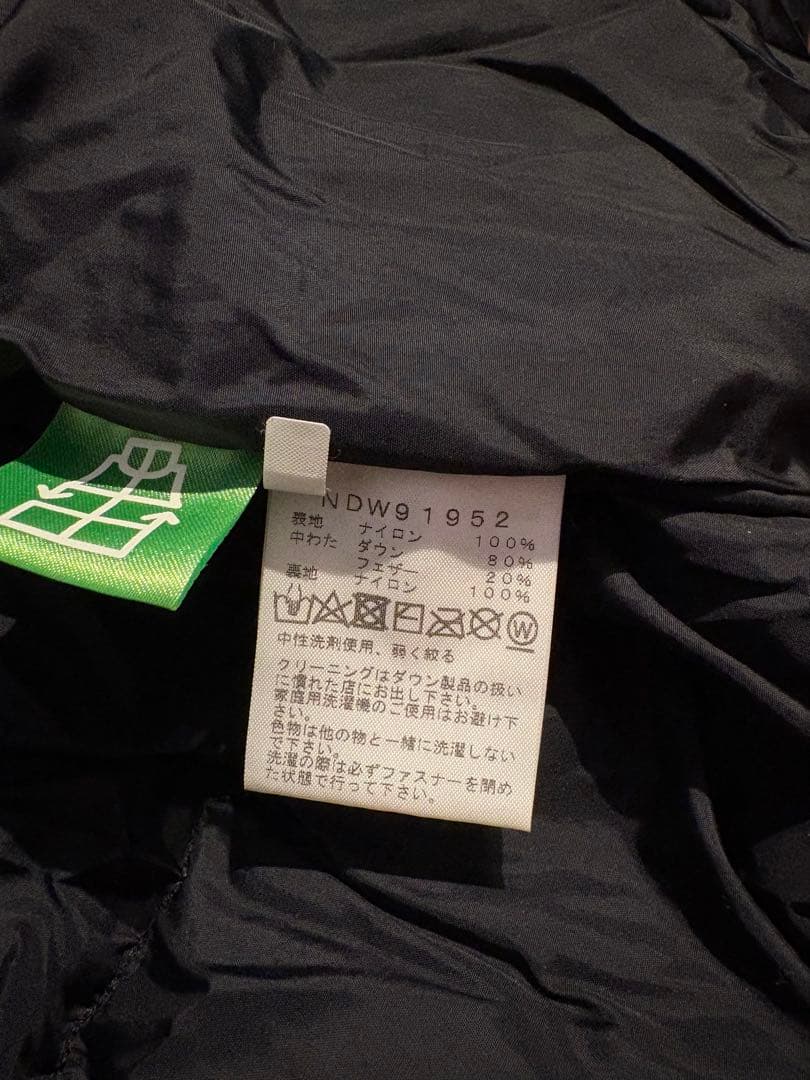 NDW91952
表地 ナイロン 100%
中わた ダウン 80%
フェザー 20%
裏地 ナイロン 100%
W
中性洗剤使用、弱く絞る
クリーニングはダウン製品の扱い
に慣れた店にお出し下さい。
家庭用洗濯機のご使用はお避け下
さい。
色物は他の物と一緒に洗濯しない
で下さい。
洗濯の際は必ずファスナーを閉め
た状態で行って下さい。